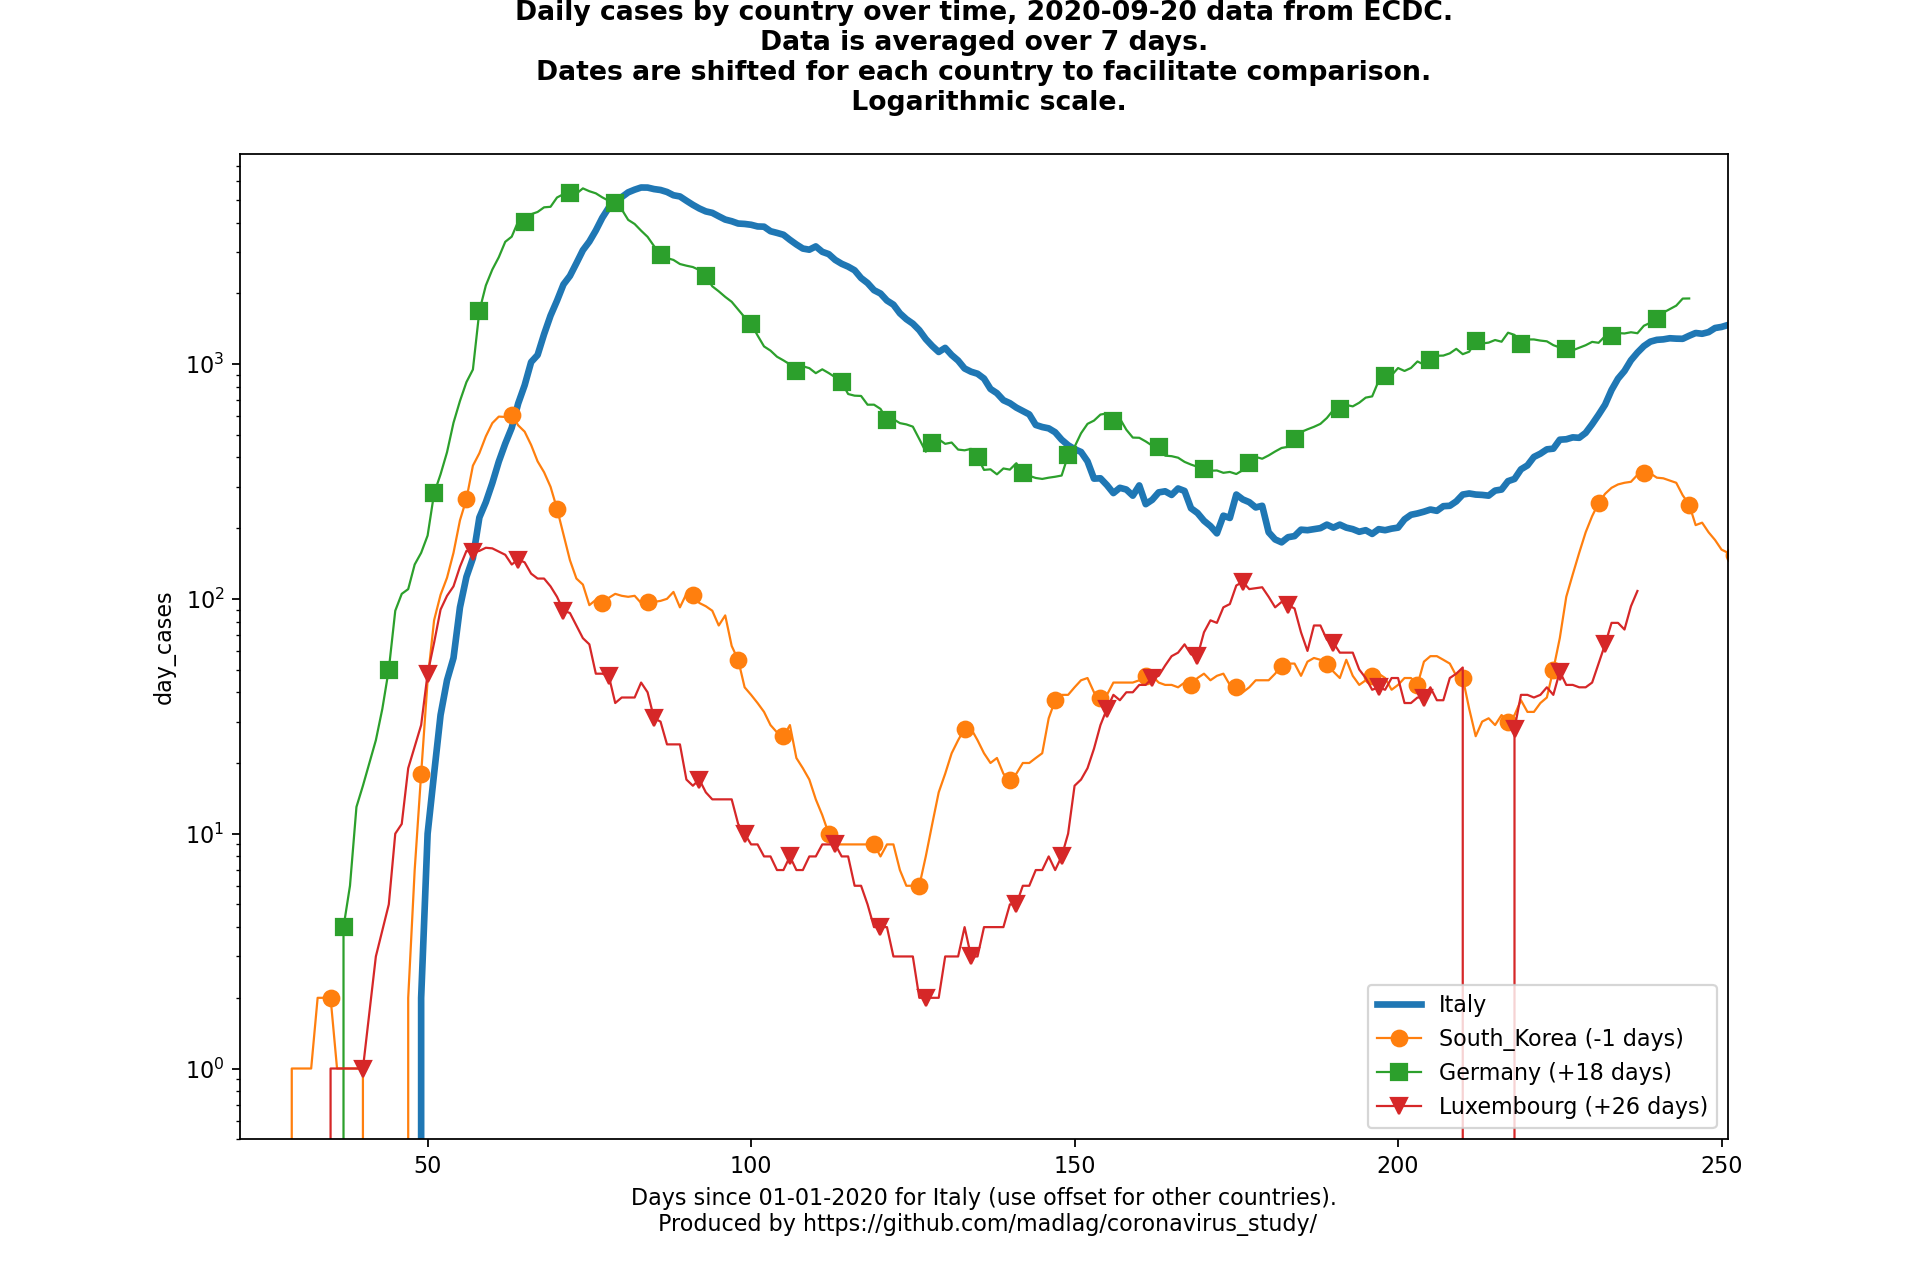 Daily cases by country over time, 2020-09-20 data from ECDC.
Data is averaged over 7 days.
Dates are shifted for each country to facilitate comparison.
Logarithmic scale.
day_cases
10³
10²
10¹
10⁰
Italy
South_Korea (-1 days)
Germany (+18 days)
Luxembourg (+26 days)
50
100
150
200
250
Days since 01-01-2020 for Italy (use offset for other countries).
Produced by https://github.com/madlag/coronavirus_study/